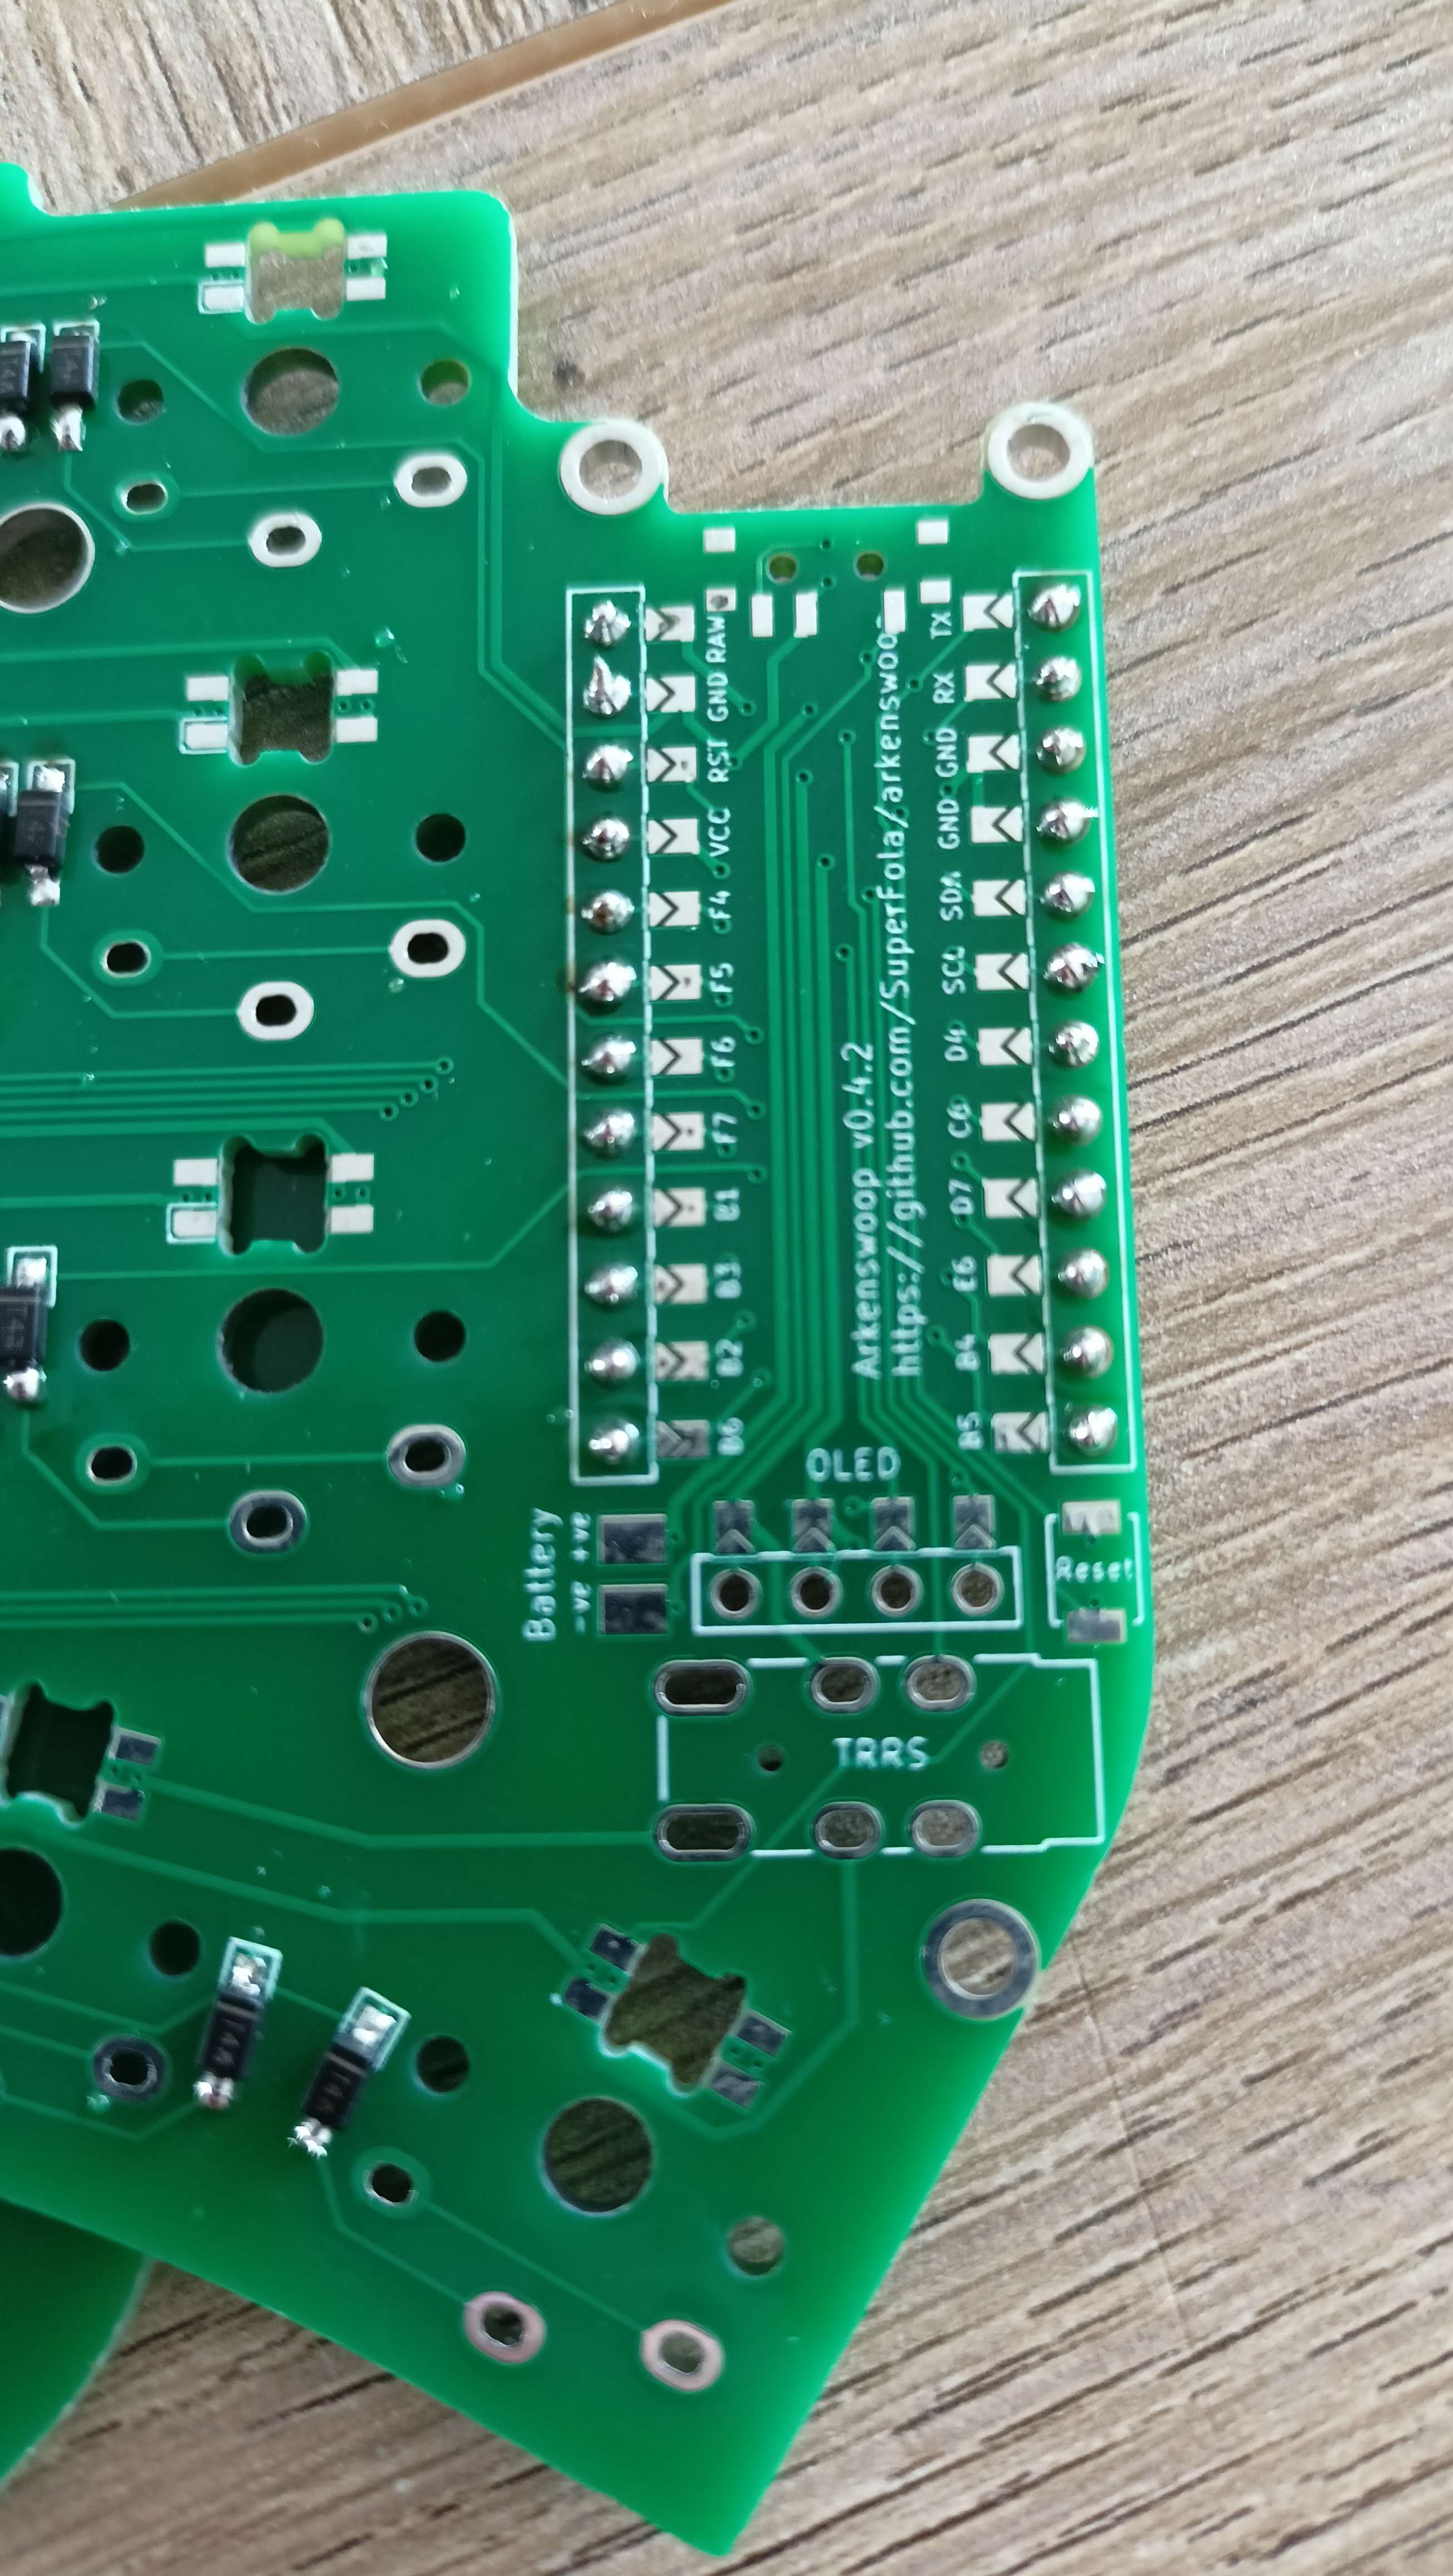 RAW
GND
RST
VCC
F4
F5
F6
F7
B1
B3
B2
B6
TX
RX
GND
GND
SDA
SCL
D4
C6
D7
E6
B4
B5
Arkenswoop v0.4.2
https://github.com/SuperFola/arkenswoop
OLED
Battery
-ve +ve
Reset
TRRS